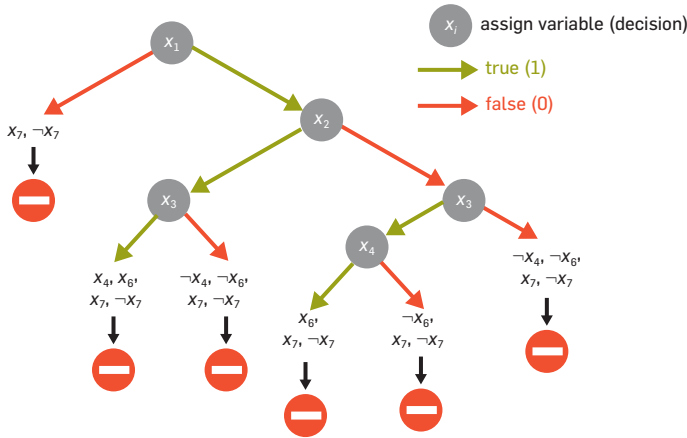 x₁
xᵢ assign variable (decision)
true (1)
false (0)
x₇, ¬x₇
x₂
x₃
x₃
x₄
x₄, x₆,
x₇, ¬x₇
¬x₄, ¬x₆,
x₇, ¬x₇
x₆,
x₇, ¬x₇
¬x₆,
x₇, ¬x₇
¬x₄, ¬x₆,
x₇, ¬x₇